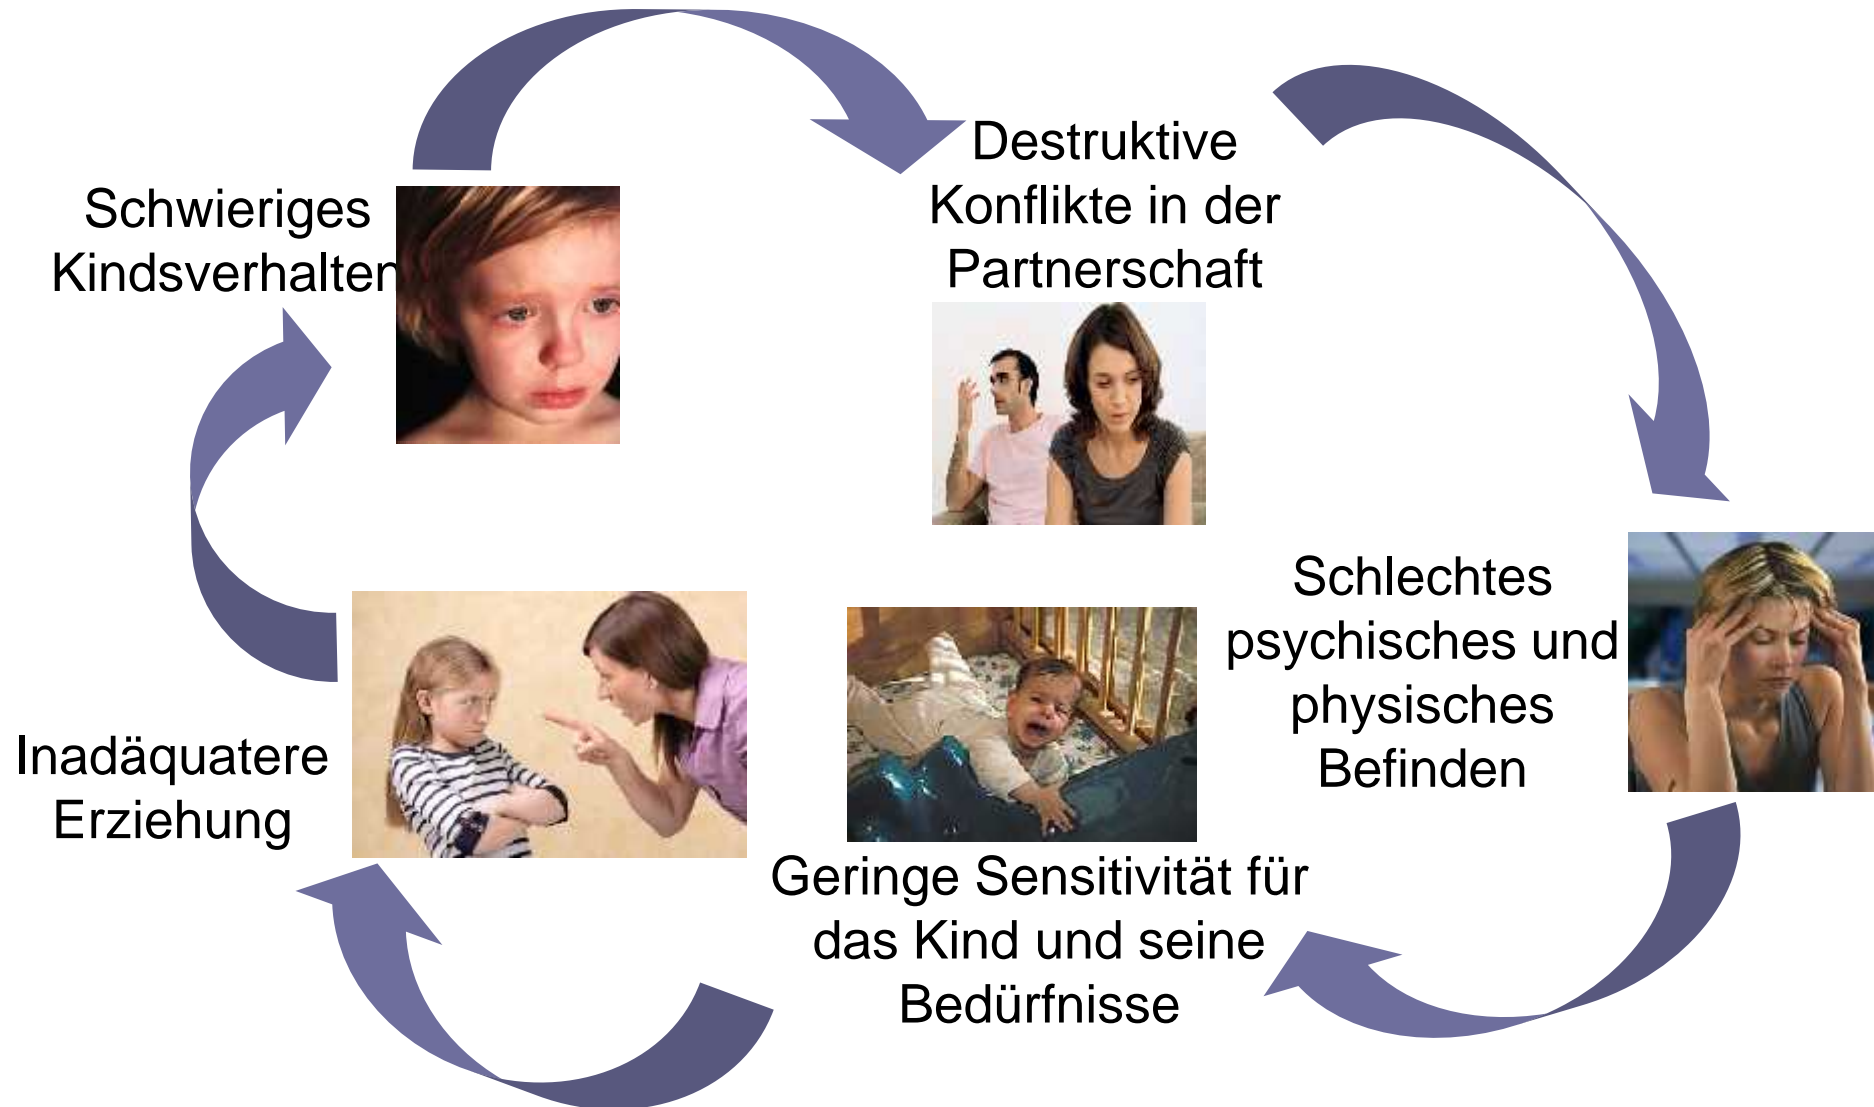 Destruktive
Konflikte in der
Partnerschaft
Schlechtes
psychisches und
physisches
Befinden
Geringe Sensitivität für
das Kind und seine
Bedürfnisse
Inadäquatere
Erziehung
Schwieriges
Kindsverhalten